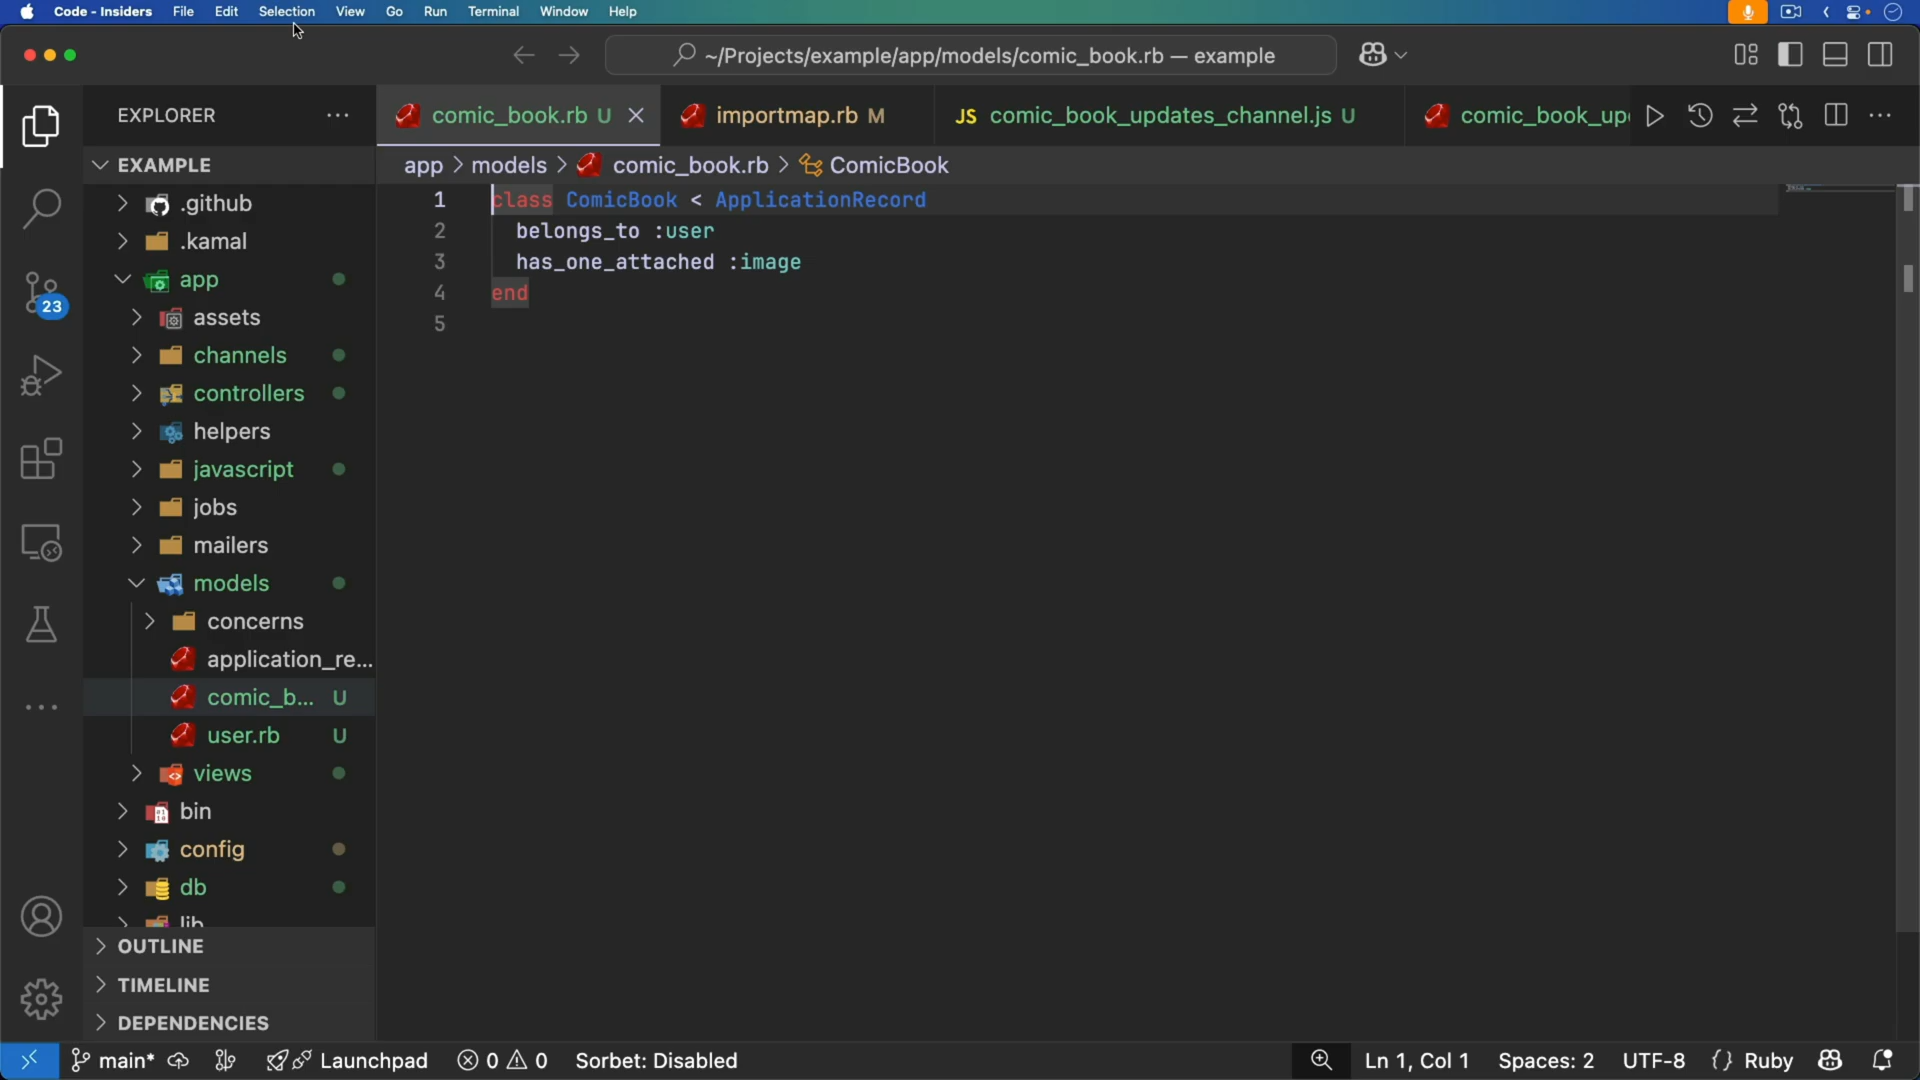 Code - Insiders File Edit Selection View Go Run Terminal Window Help
~/Projects/example/app/models/comic_book.rb — example
EXPLORER
comic_book.rb U
importmap.rb M
JS comic_book_updates_channel.js U
comic_book_up
EXAMPLE
app > models > comic_book.rb > ComicBook
.github
.kamal
app
assets
channels
controllers
helpers
javascript
jobs
mailers
models
concerns
application_re...
comic_b... U
user.rb U
views
bin
config
db
lib
OUTLINE
TIMELINE
DEPENDENCIES
23
1 class ComicBook < ApplicationRecord
2 belongs_to :user
3 has_one_attached :image
4 end
5
main* Launchpad 0 0 Sorbet: Disabled
Ln 1, Col 1 Spaces: 2 UTF-8 {} Ruby